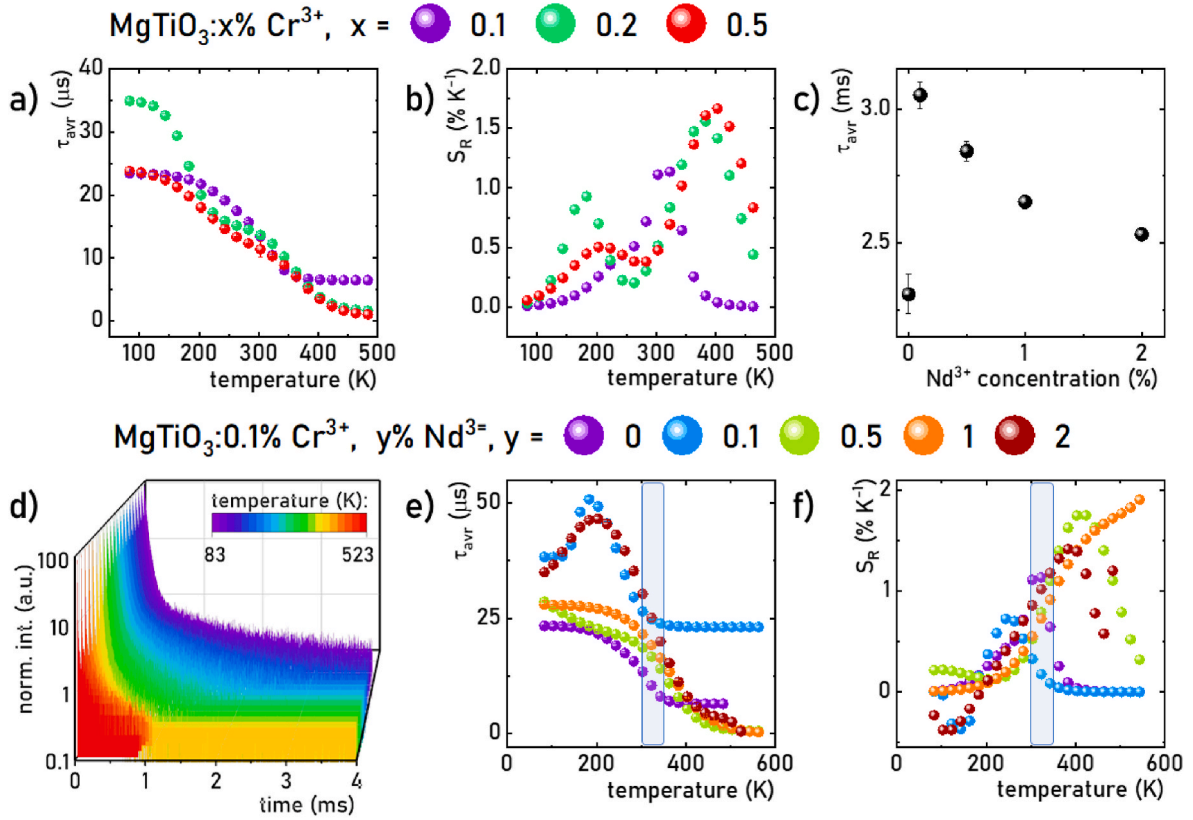 MgTiO₃:x% Cr³⁺, x = 0.1 0.2 0.5
a)
τavr (μs)
40
30
20
10
0
100 200 300 400 500
temperature (K)
b)
SR (% K⁻¹)
2.0
1.5
1.0
0.5
0.0
100 200 300 400 500
temperature (K)
c)
τavr (ms)
3.0
2.5
0 1 2
Nd³⁺ concentration (%)
MgTiO₃:0.1% Cr³⁺, y% Nd³⁼, y = 0 0.1 0.5 1 2
d)
temperature (K):
83 523
norm. int. (a.u.)
100
10
1
0.1
0 1 2 3 4
time (ms)
e)
τavr (μs)
50
25
0
0 200 400 600
temperature (K)
f)
SR (% K⁻¹)
2
1
0
0 200 400 600
temperature (K)